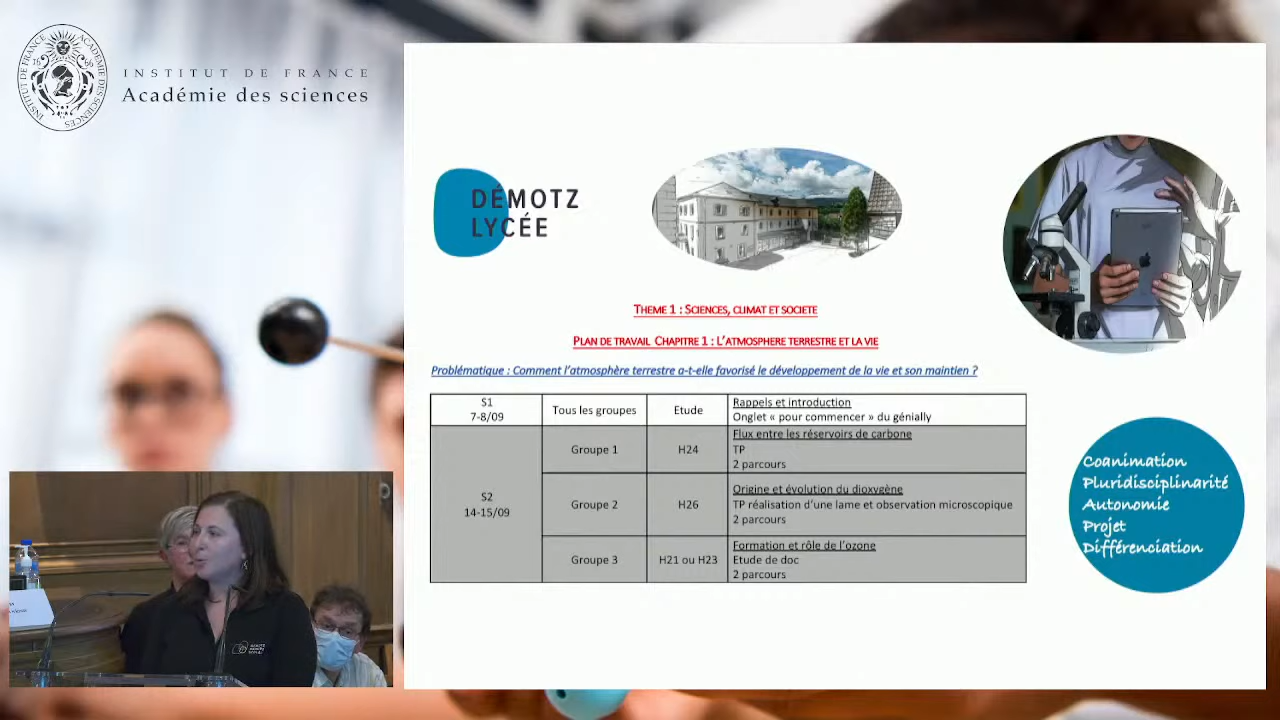 INSTITUT DE FRANCE
Académie des sciences
DÉMOTZ
LYCÉE
THEME 1 : SCIENCES, CLIMAT ET SOCIETE
PLAN DE TRAVAIL CHAPITRE 1 : L'ATMOSPHERE TERRESTRE ET LA VIE
Problématique : Comment l'atmosphère terrestre a-t-elle favorisé le développement de la vie et son maintien ?
S1
7-8/09
Tous les groupes
Etude
Rappels et introduction
Onglet « pour commencer » du génially
S2
14-15/09
Groupe 1
H24
Flux entre les réservoirs de carbone
TP
2 parcours
Groupe 2
H26
Origine et évolution du dioxygène
TP réalisation d'une lame et observation microscopique
2 parcours
Groupe 3
H21 ou H23
Formation et rôle de l'ozone
Etude de doc
2 parcours
Coanimation
Pluridisciplinarité
Autonomie
Projet
Différenciation